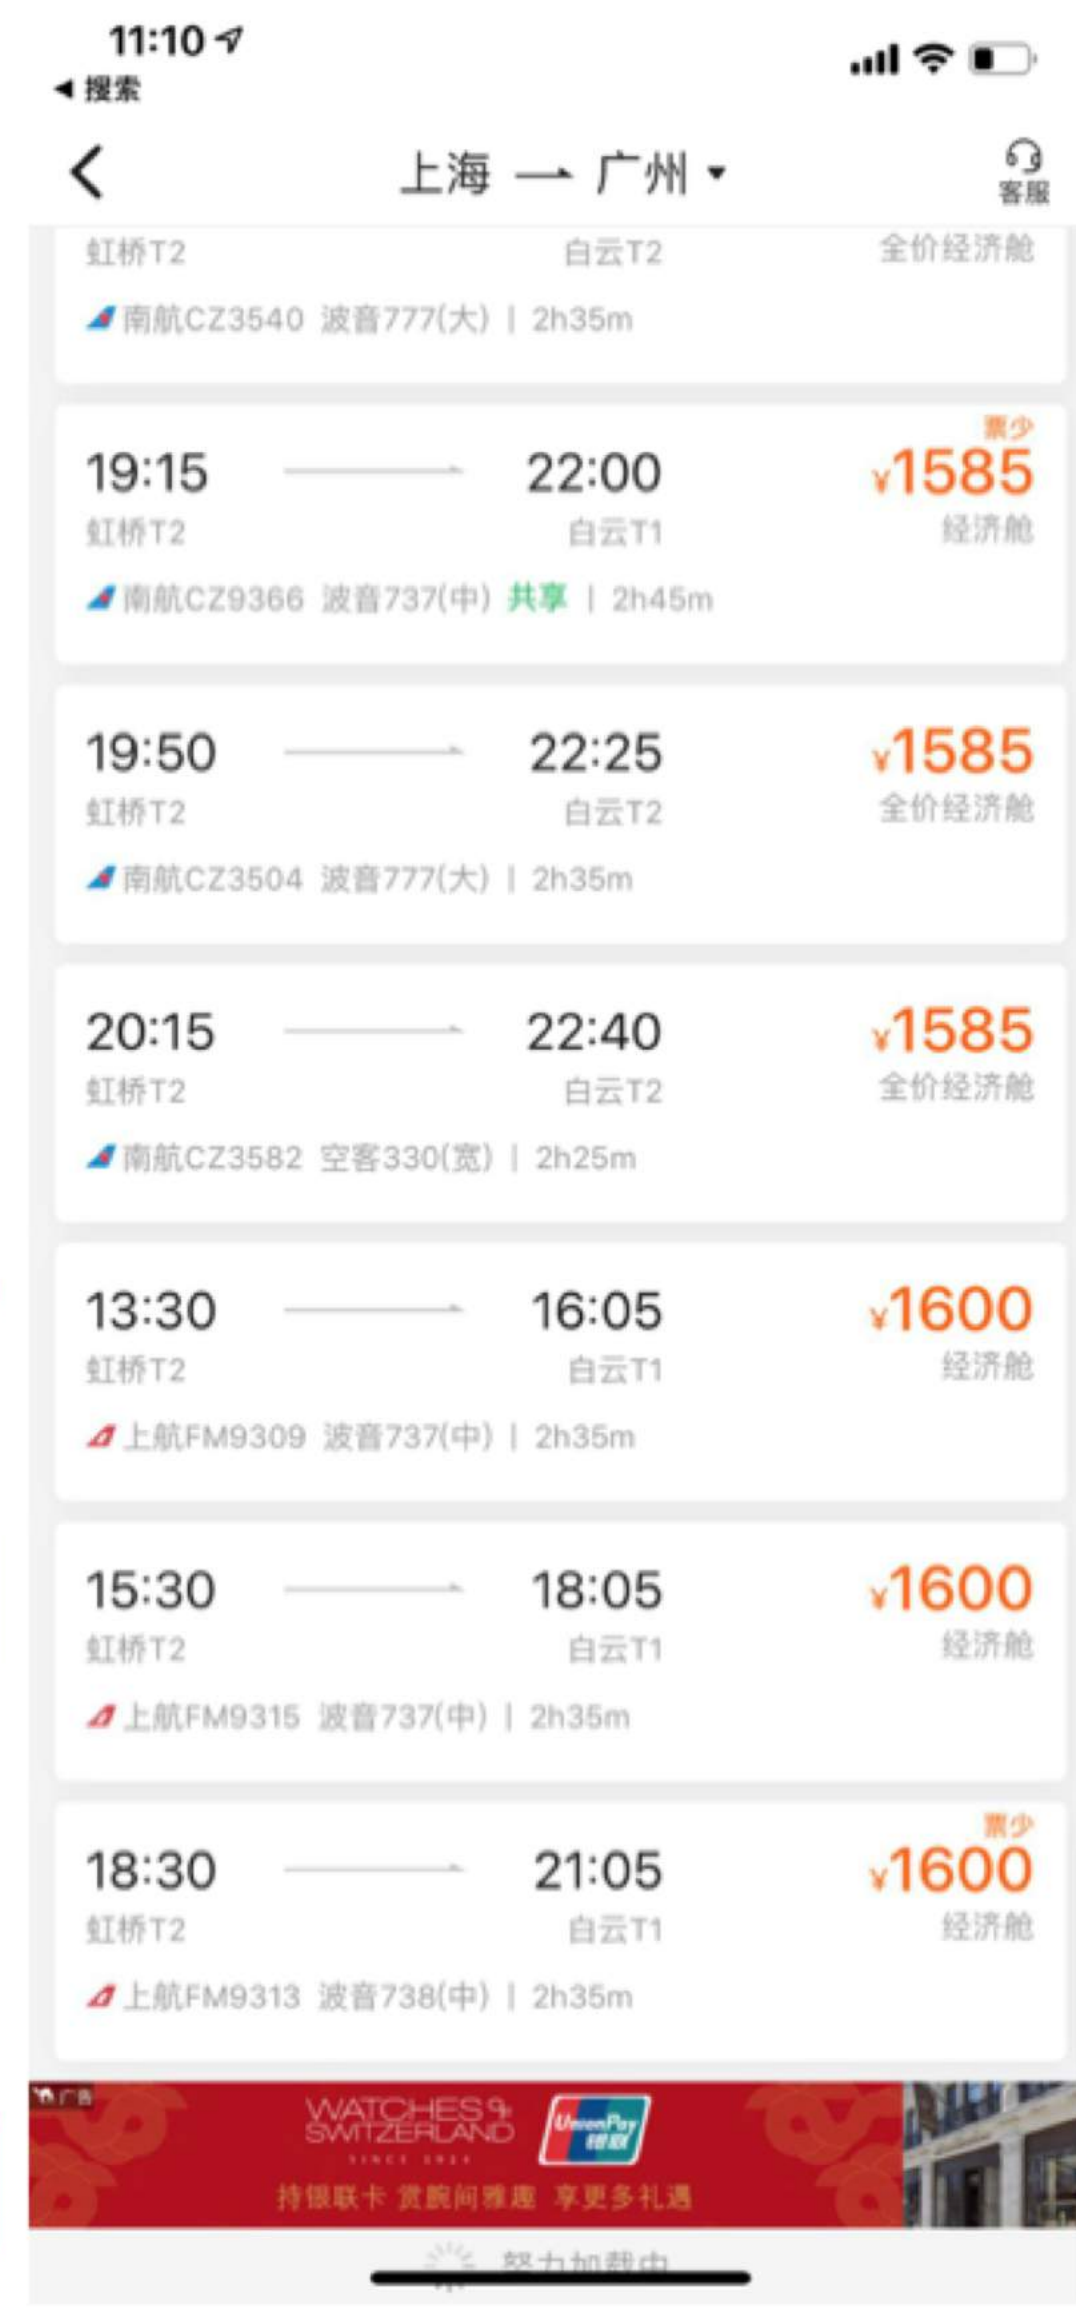 11:10
搜索
上海 广州
客服
虹桥T2 白云T2 全价经济舱
南航CZ3540 波音777(大) | 2h35m
票少
19:15 22:00 ¥1585
虹桥T2 白云T1 经济舱
南航CZ9366 波音737(中) 共享 | 2h45m
19:50 22:25 ¥1585
虹桥T2 白云T2 全价经济舱
南航CZ3504 波音777(大) | 2h35m
20:15 22:40 ¥1585
虹桥T2 白云T2 全价经济舱
南航CZ3582 空客330(宽) | 2h25m
13:30 16:05 ¥1600
虹桥T2 白云T1 经济舱
上航FM9309 波音737(中) | 2h35m
15:30 18:05 ¥1600
虹桥T2 白云T1 经济舱
上航FM9315 波音737(中) | 2h35m
票少
18:30 21:05 ¥1600
虹桥T2 白云T1 经济舱
上航FM9313 波音738(中) | 2h35m
广告
WATCHES OF
SWITZERLAND
SINCE 1924
UnionPay
银联
持银联卡 赏腕间雅趣 享更多礼遇
努力加载中